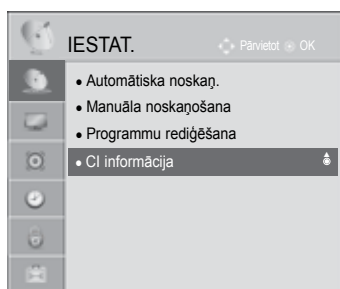 IESTAT.
Pārvietot OK
Automātiska noskaņ.
Manuāla noskaņošana
Programmu rediģēšana
CI informācija